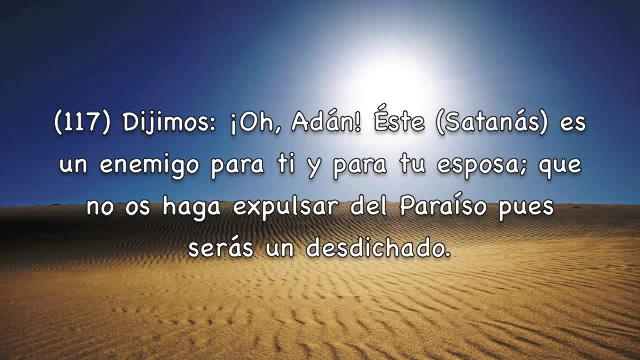 (117) Dijimos: ¡Oh, Adán! Éste (Satanás) es
un enemigo para ti y para tu esposa; que
no os haga expulsar del Paraíso pues
serás un desdichado.